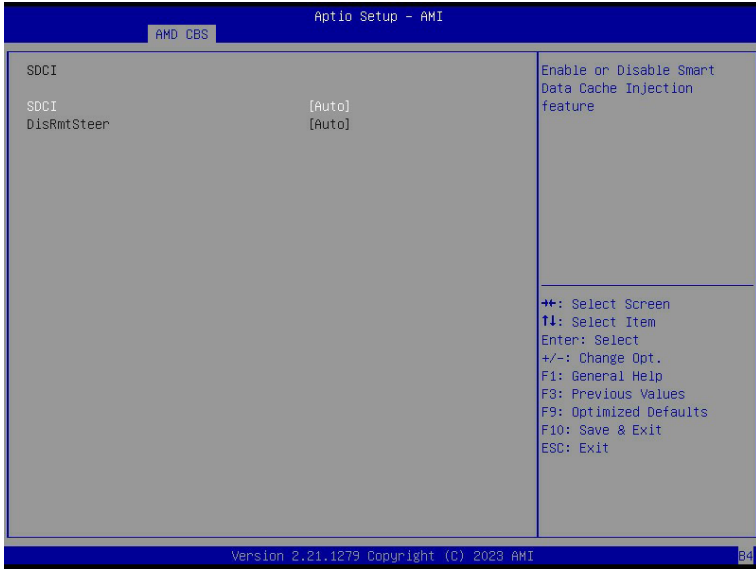 Aptio Setup - AMI
AMD CBS
SDCI
SDCI [Auto]
DisRmtSteer [Auto]
Enable or Disable Smart
Data Cache Injection
feature
→←: Select Screen
↑↓: Select Item
Enter: Select
+/-: Change Opt.
F1: General Help
F3: Previous Values
F9: Optimized Defaults
F10: Save & Exit
ESC: Exit
Version 2.21.1279 Copyright (C) 2023 AMI
B4